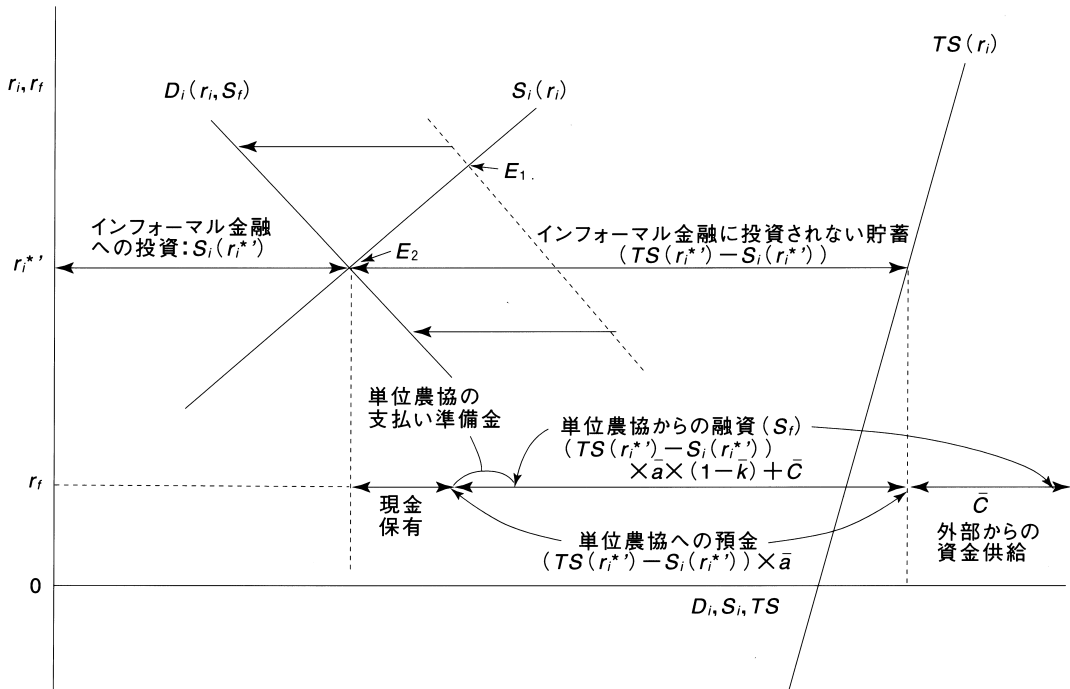 TS(ri)
ri, rf
Di(ri, Sf)
Si(ri)
E1
インフォーマル金融
への投資:Si(ri*′)
インフォーマル金融に投資されない貯蓄
(TS(ri*′)−Si(ri*′))
E2
ri*′
単位農協の
支払い準備金
単位農協からの融資(Sf)
(TS(ri*′)−Si(ri*′))
×a̅×(1−k̅)+C̅
rf
現金
保有
C̅
外部からの
資金供給
単位農協への預金
(TS(ri*′)−Si(ri*′))×a̅
0
Di, Si, TS